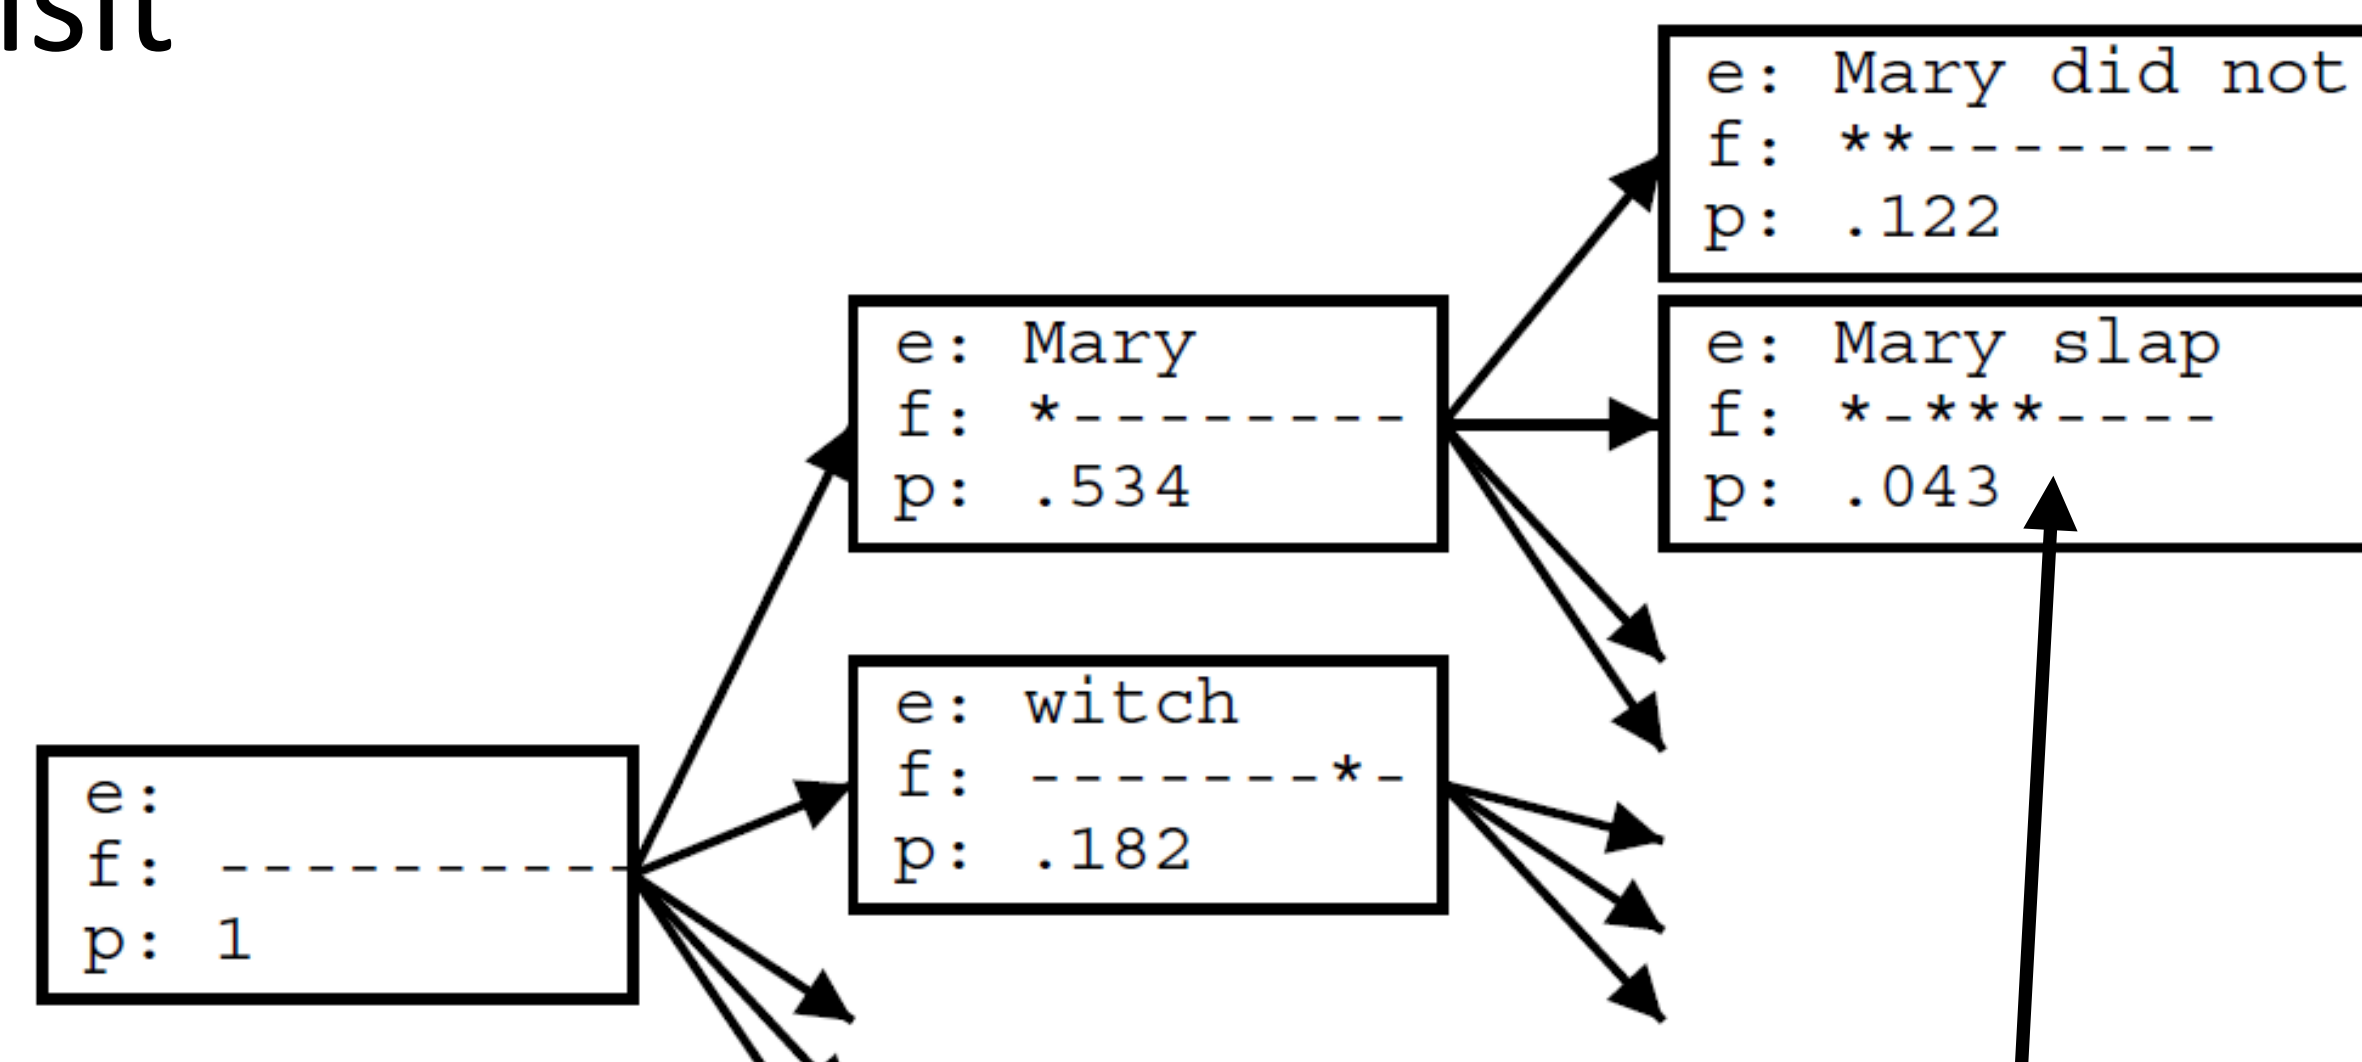 isit
e: Mary did not
f: **-------
p: .122
e: Mary
f: *--------
p: .534
e: Mary slap
f: *-***----
p: .043
e: witch
f: -------*-
p: .182
e:
f: ----------
p: 1